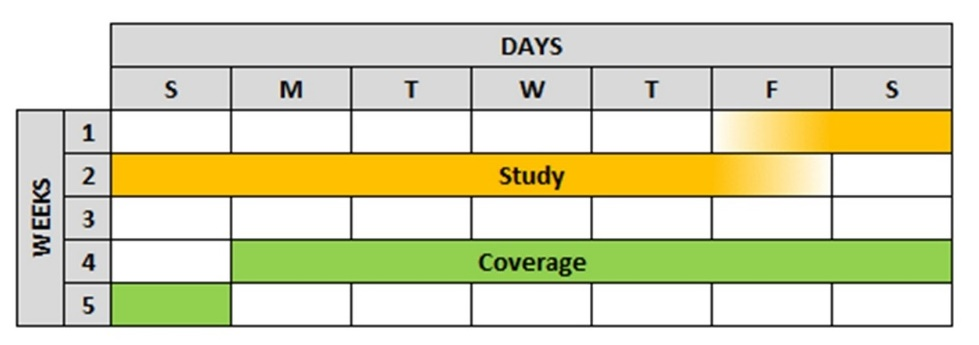 DAYS
S M T W T F S
WEEKS
1
2 Study
3
4 Coverage
5